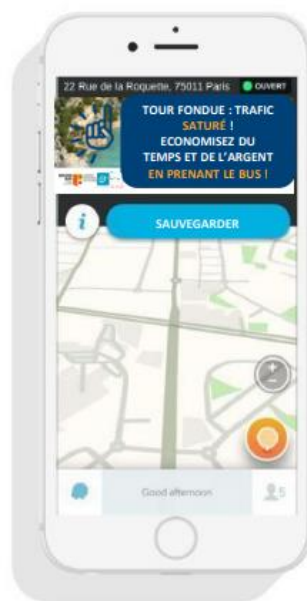 22 Rue de la Roquette, 75011 Paris OUVERT
TOUR FONDUE : TRAFIC
SATURÉ !
ECONOMISEZ DU
TEMPS ET DE L'ARGENT
EN PRENANT LE BUS !
i SAUVEGARDER
Good afternoon 5